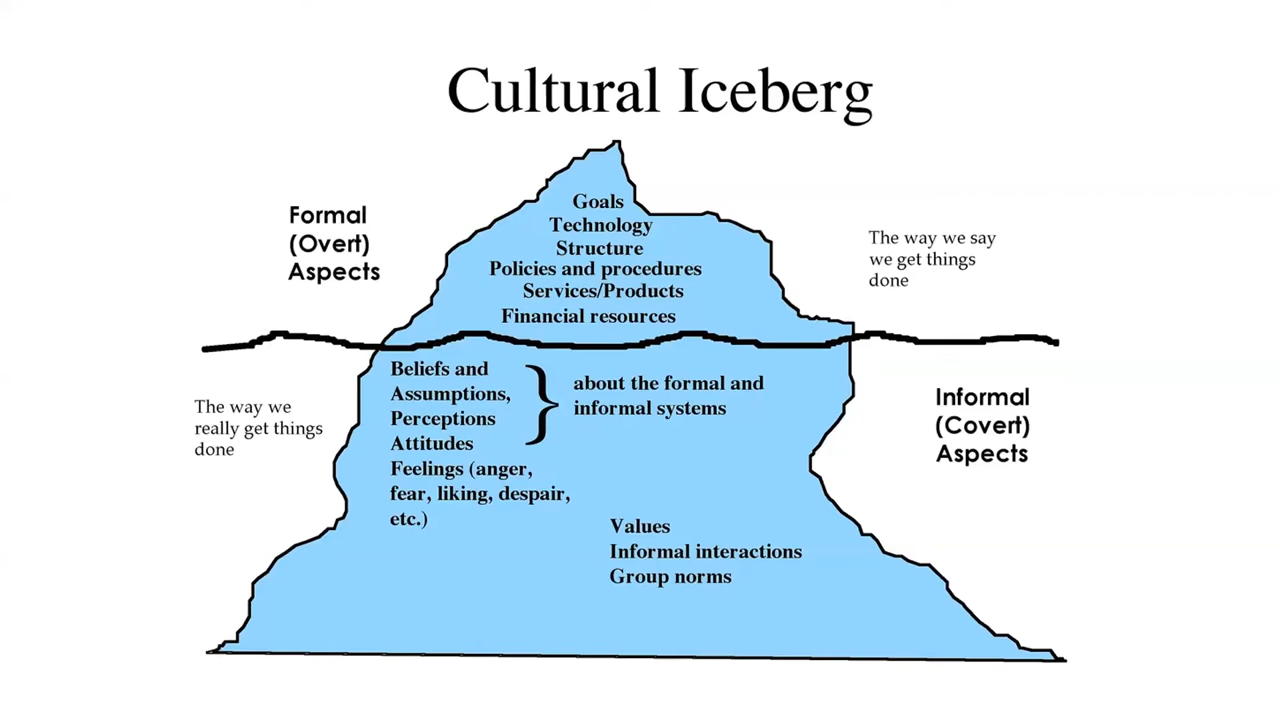 Cultural Iceberg
Formal
(Overt)
Aspects
Goals
Technology
Structure
Policies and procedures
Services/Products
Financial resources
The way we say
we get things
done
The way we
really get things
done
Beliefs and
Assumptions,
Perceptions
Attitudes
Feelings (anger,
fear, liking, despair,
etc.)
about the formal and
informal systems
Values
Informal interactions
Group norms
Informal
(Covert)
Aspects